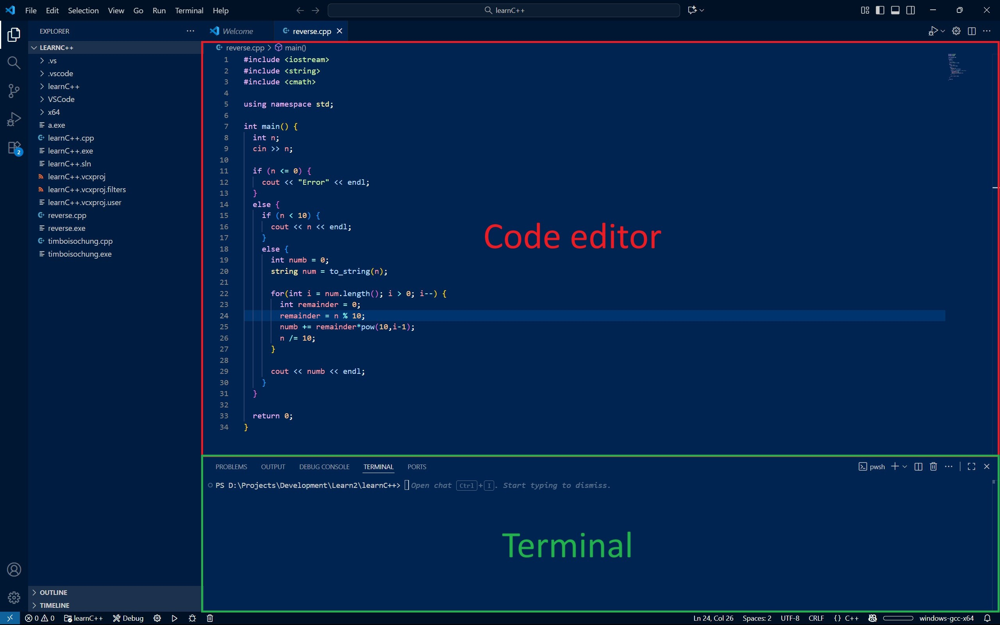 File Edit Selection View Go Run Terminal Help
learnC++
EXPLORER
LEARNC++
.vs
.vscode
learnC++
VSCode
x64
a.exe
learnC++.cpp
learnC++.exe
learnC++.sln
learnC++.vcxproj
learnC++.vcxproj.filters
learnC++.vcxproj.user
reverse.cpp
reverse.exe
timboisochung.cpp
timboisochung.exe
OUTLINE
TIMELINE
2
Welcome reverse.cpp
reverse.cpp > main()
1 #include <iostream>
2 #include <string>
3 #include <cmath>
4
5 using namespace std;
6
7 int main() {
8 int n;
9 cin >> n;
10
11 if (n <= 0) {
12 cout << "Error" << endl;
13 }
14 else {
15 if (n < 10) {
16 cout << n << endl;
17 }
18 else {
19 int numb = 0;
20 string num = to_string(n);
21
22 for(int i = num.length(); i > 0; i--) {
23 int remainder = 0;
24 remainder = n % 10;
25 numb += remainder*pow(10,i-1);
26 n /= 10;
27 }
28
29 cout << numb << endl;
30 }
31 }
32
33 return 0;
34 }
Code editor
PROBLEMS OUTPUT DEBUG CONSOLE TERMINAL PORTS
pwsh
PS D:\Projects\Development\Learn2\learnC++> Open chat Ctrl+I. Start typing to dismiss.
Terminal
0 0 learnC++ Debug
Ln 24, Col 26 Spaces: 2 UTF-8 CRLF {} C++ windows-gcc-x64